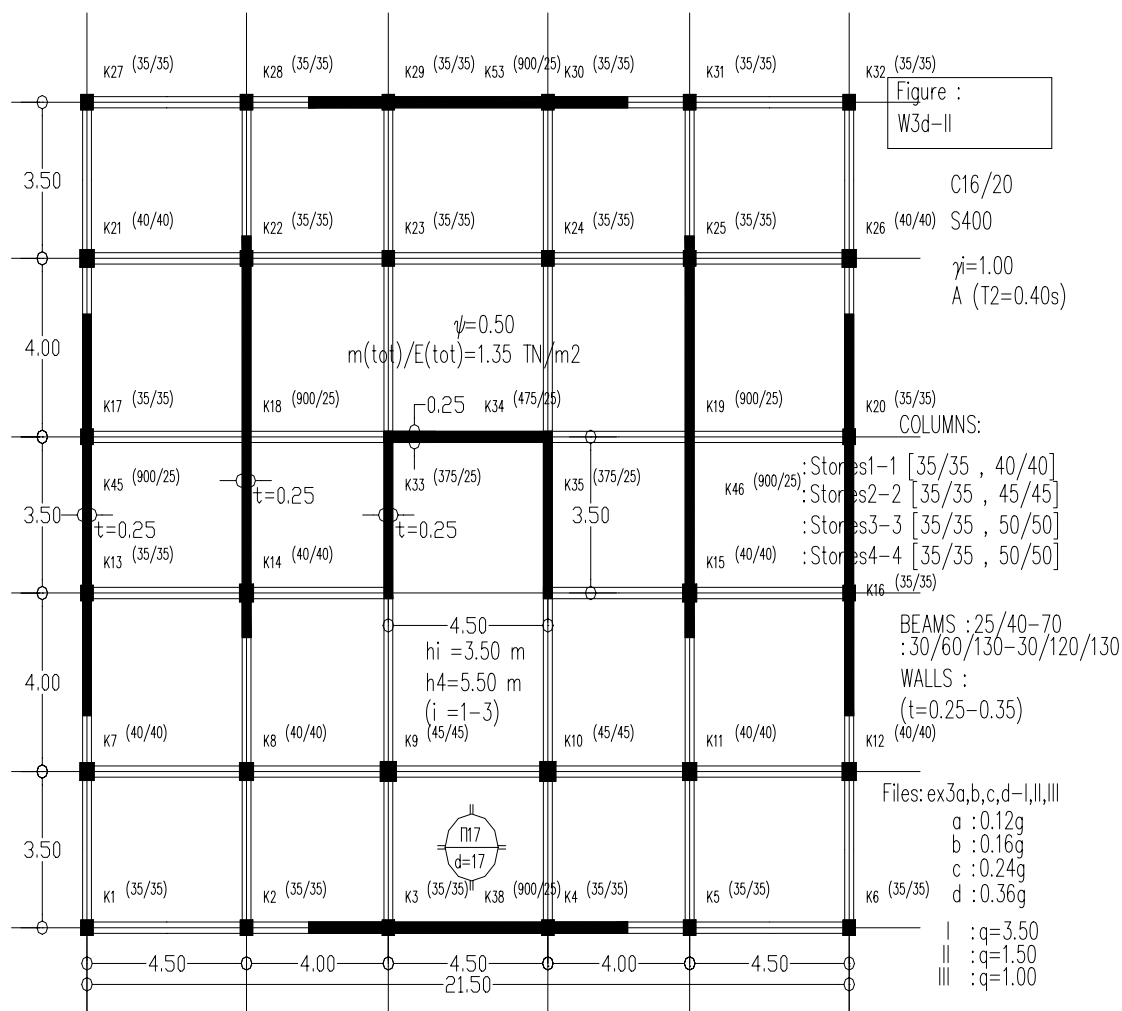 K27 (35/35) K28 (35/35) K29 (35/35) K53 (900/25) K30 (35/35) K31 (35/35) K32 (35/35)
Figure :
W3d-II
3.50
C16/20
K21 (40/40) K22 (35/35) K23 (35/35) K24 (35/35) K25 (35/35) K26 (40/40)
S400
γi=1.00
A (T2=0.40s)
ψ=0.50
4.00
m(tot)/E(tot)=1.35 TN/m2
K17 (35/35) K18 (900/25) 0.25 K34 (475/25) K19 (900/25) K20 (35/35)
COLUMNS:
K45 (900/25) t=0.25 K33 (375/25) K35 (375/25) K46 (900/25)
:Stories1-1 [35/35 , 40/40]
:Stories2-2 [35/35 , 45/45]
3.50 t=0.25 t=0.25 3.50
:Stories3-3 [35/35 , 50/50]
:Stories4-4 [35/35 , 50/50]
K13 (35/35) K14 (40/40) K15 (40/40) K16 (35/35)
4.50
BEAMS :25/40-70
:30/60/130-30/120/130
hi =3.50 m
h4=5.50 m
(i =1-3)
4.00
WALLS :
(t=0.25-0.35)
K7 (40/40) K8 (40/40) K9 (45/45) K10 (45/45) K11 (40/40) K12 (40/40)
Files: ex3a,b,c,d-I,II,III
a :0.12g
b :0.16g
c :0.24g
d :0.36g
3.50
Π17
d=17
K1 (35/35) K2 (35/35) K3 (35/35) K38 (900/25) K4 (35/35) K5 (35/35) K6 (35/35)
I :q=3.50
II :q=1.50
III :q=1.00
4.50 4.00 4.50 4.00 4.50
21.50